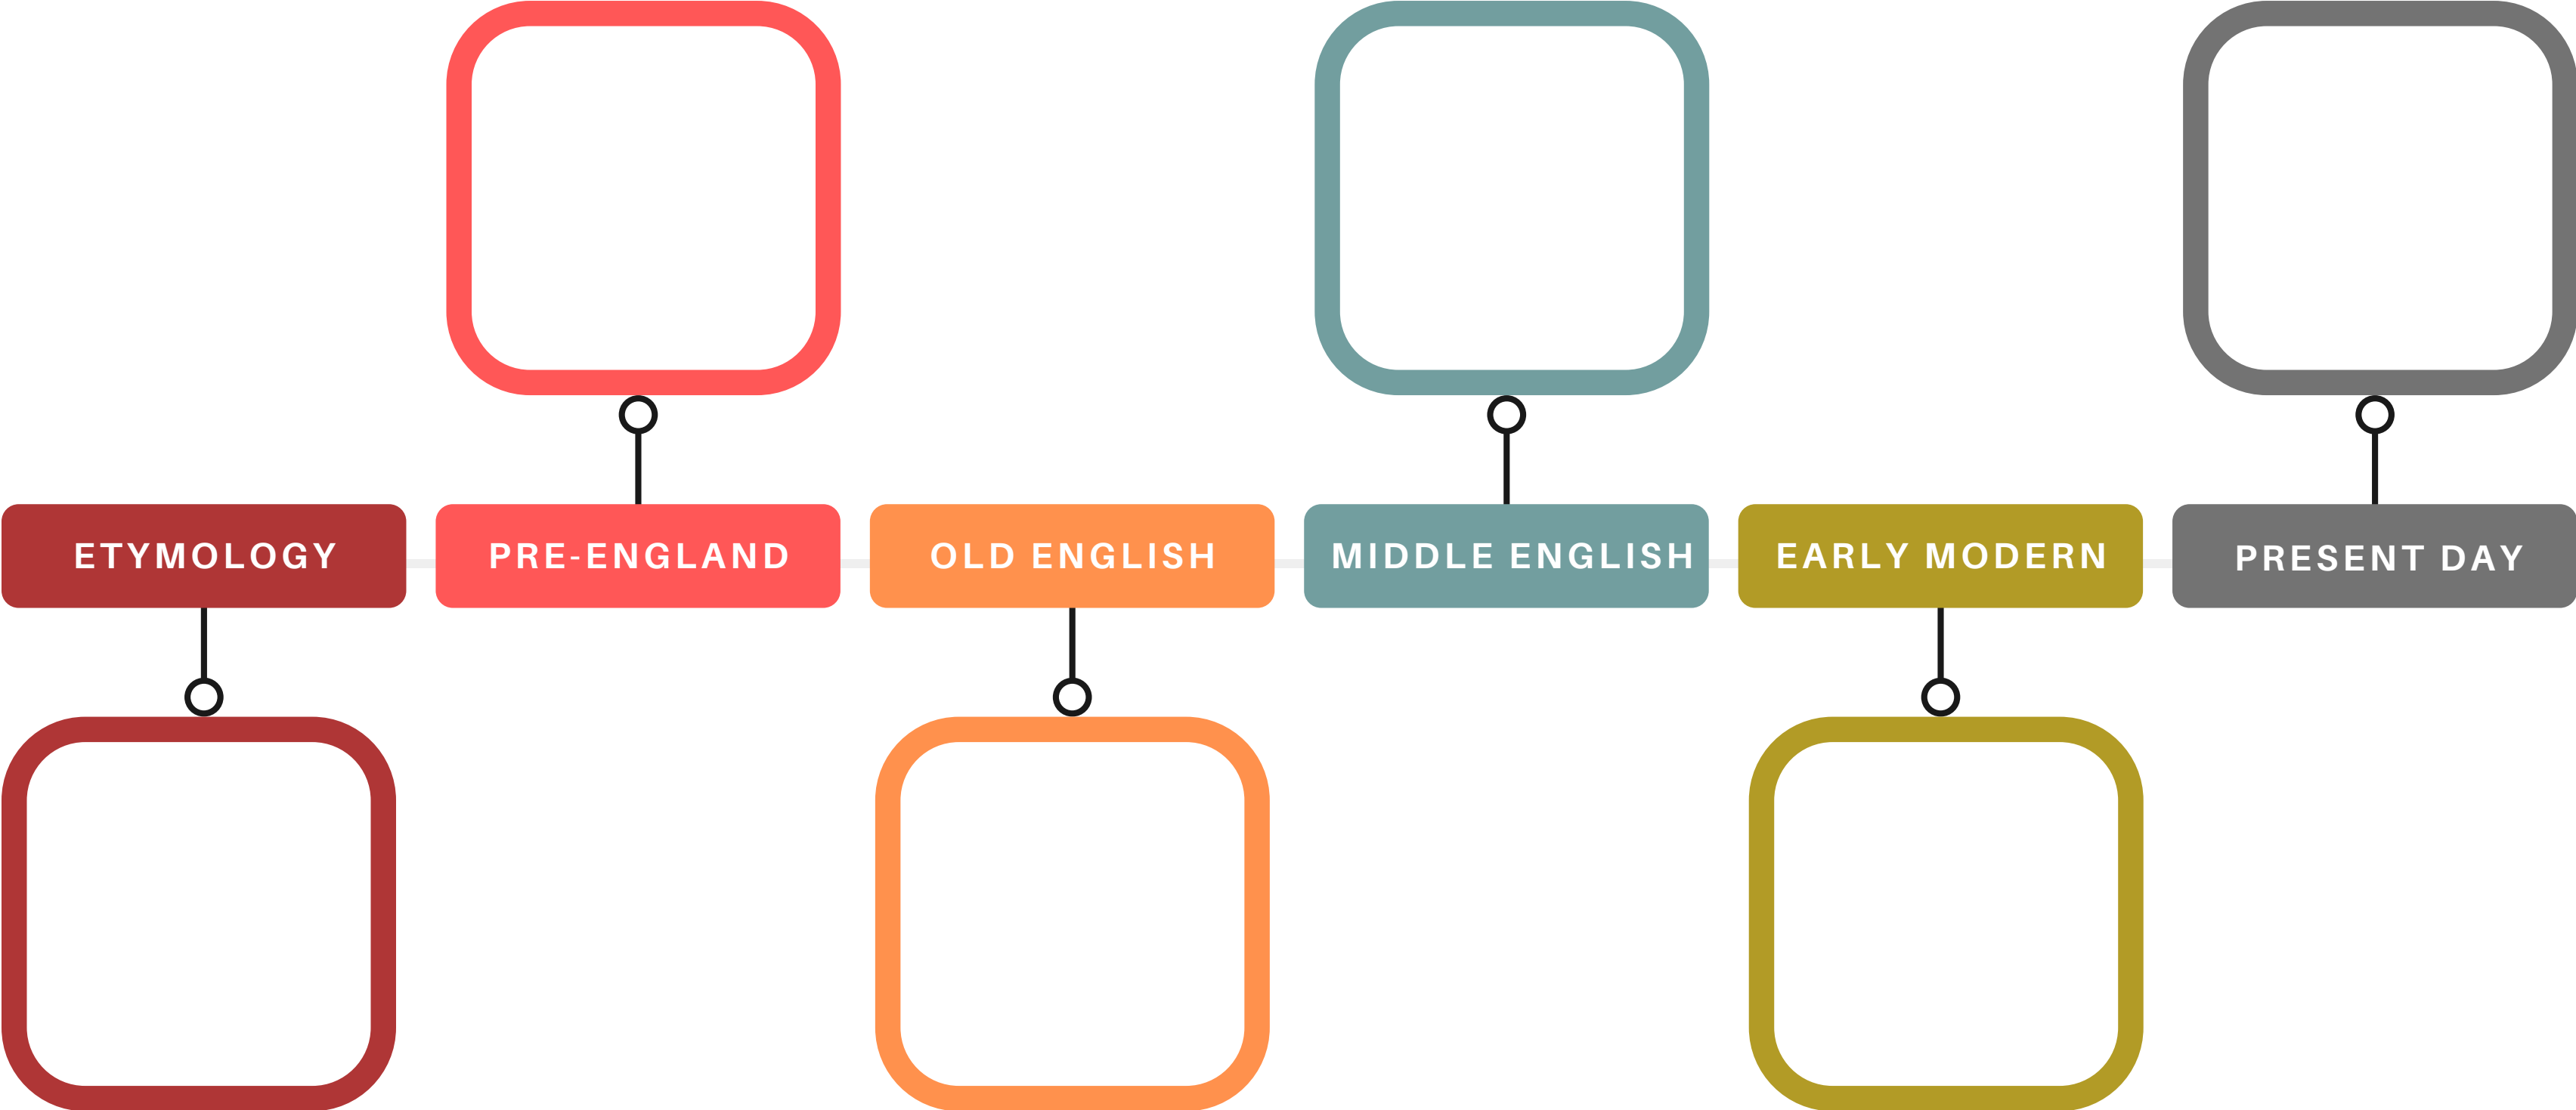 ETYMOLOGY
PRE-ENGLAND
OLD ENGLISH
MIDDLE ENGLISH
EARLY MODERN
PRESENT DAY